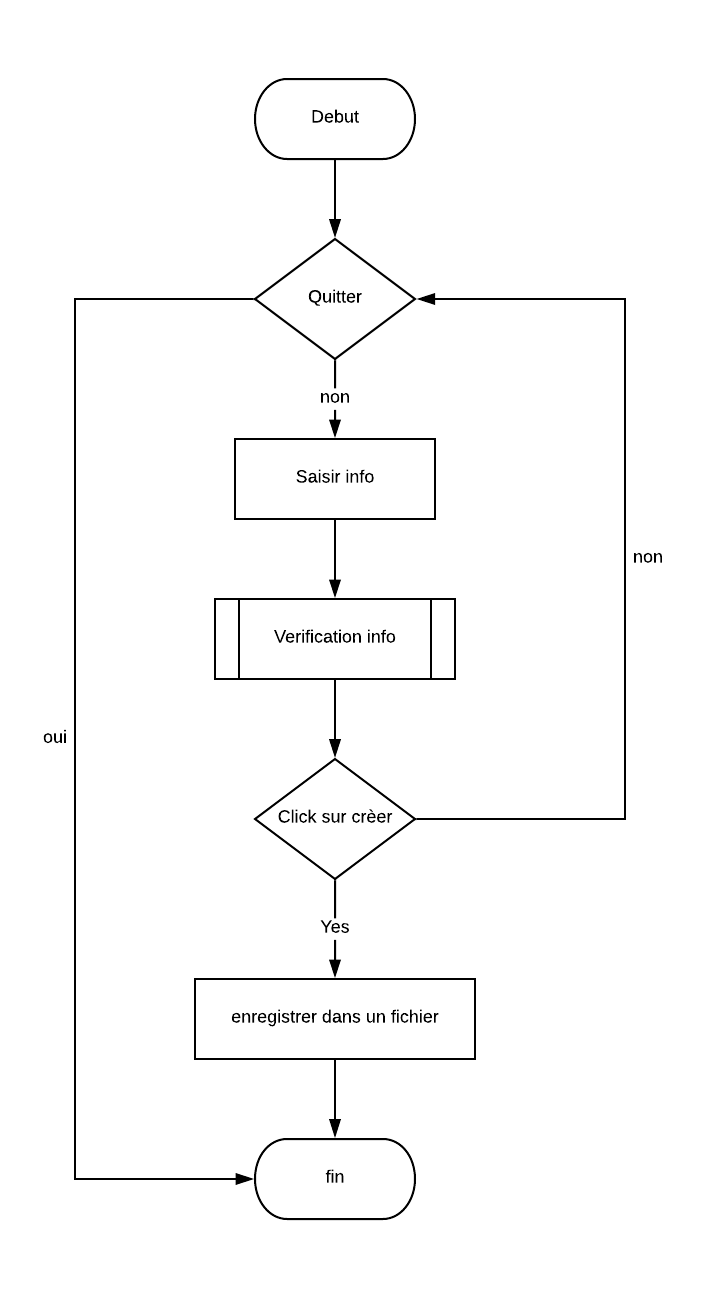 Debut
Quitter
non
Saisir info
non
Verification info
oui
Click sur crèer
Yes
enregistrer dans un fichier
fin